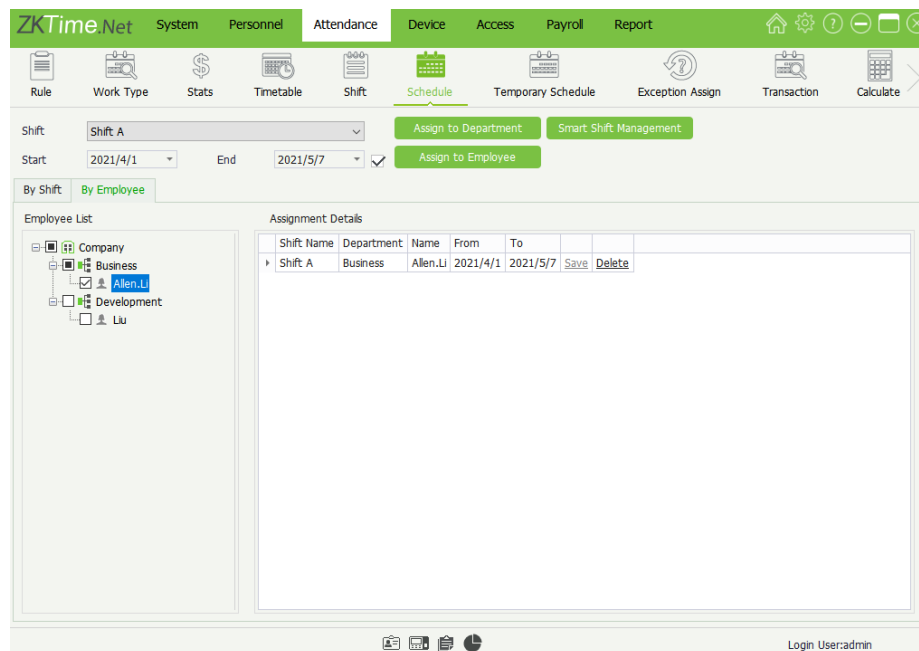 ZKTime.Net System Personnel Attendance Device Access Payroll Report
Rule Work Type Stats Timetable Shift Schedule Temporary Schedule Exception Assign Transaction Calculate
Shift Shift A Assign to Department Smart Shift Management
Start 2021/4/1 End 2021/5/7 Assign to Employee
By Shift By Employee
Employee List Assignment Details
Shift Name Department Name From To
Shift A Business Allen.Li 2021/4/1 2021/5/7 Save Delete
Company
Business
Allen.Li
Development
Liu
Login User:admin